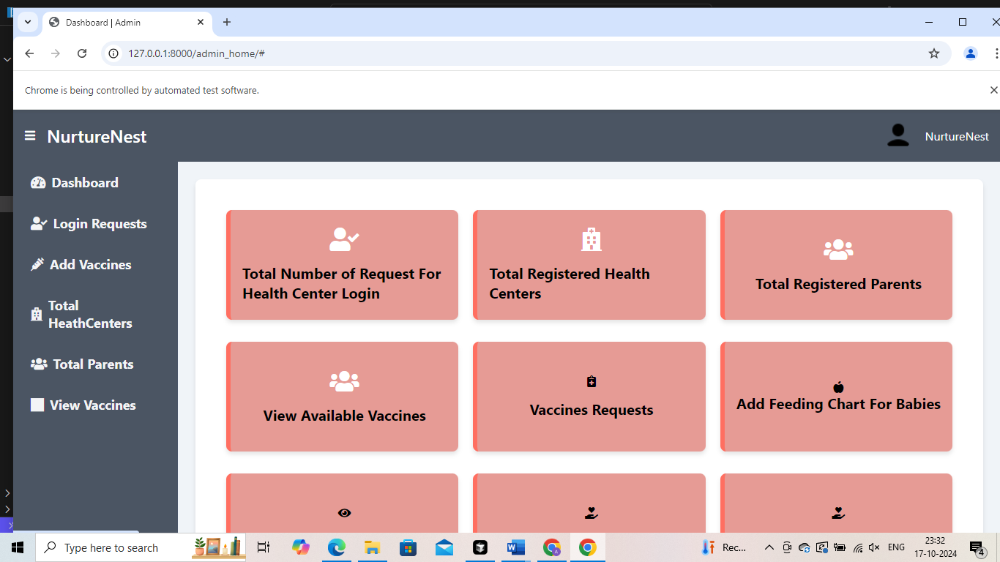 Dashboard | Admin
127.0.0.1:8000/admin_home/#
Chrome is being controlled by automated test software.
NurtureNest
NurtureNest
Dashboard
Login Requests
Add Vaccines
Total
HeathCenters
Total Parents
View Vaccines
Total Number of Request For
Health Center Login
Total Registered Health
Centers
Total Registered Parents
View Available Vaccines
Vaccines Requests
Add Feeding Chart For Babies
Type here to search
Rec...
ENG
23:32
17-10-2024
4